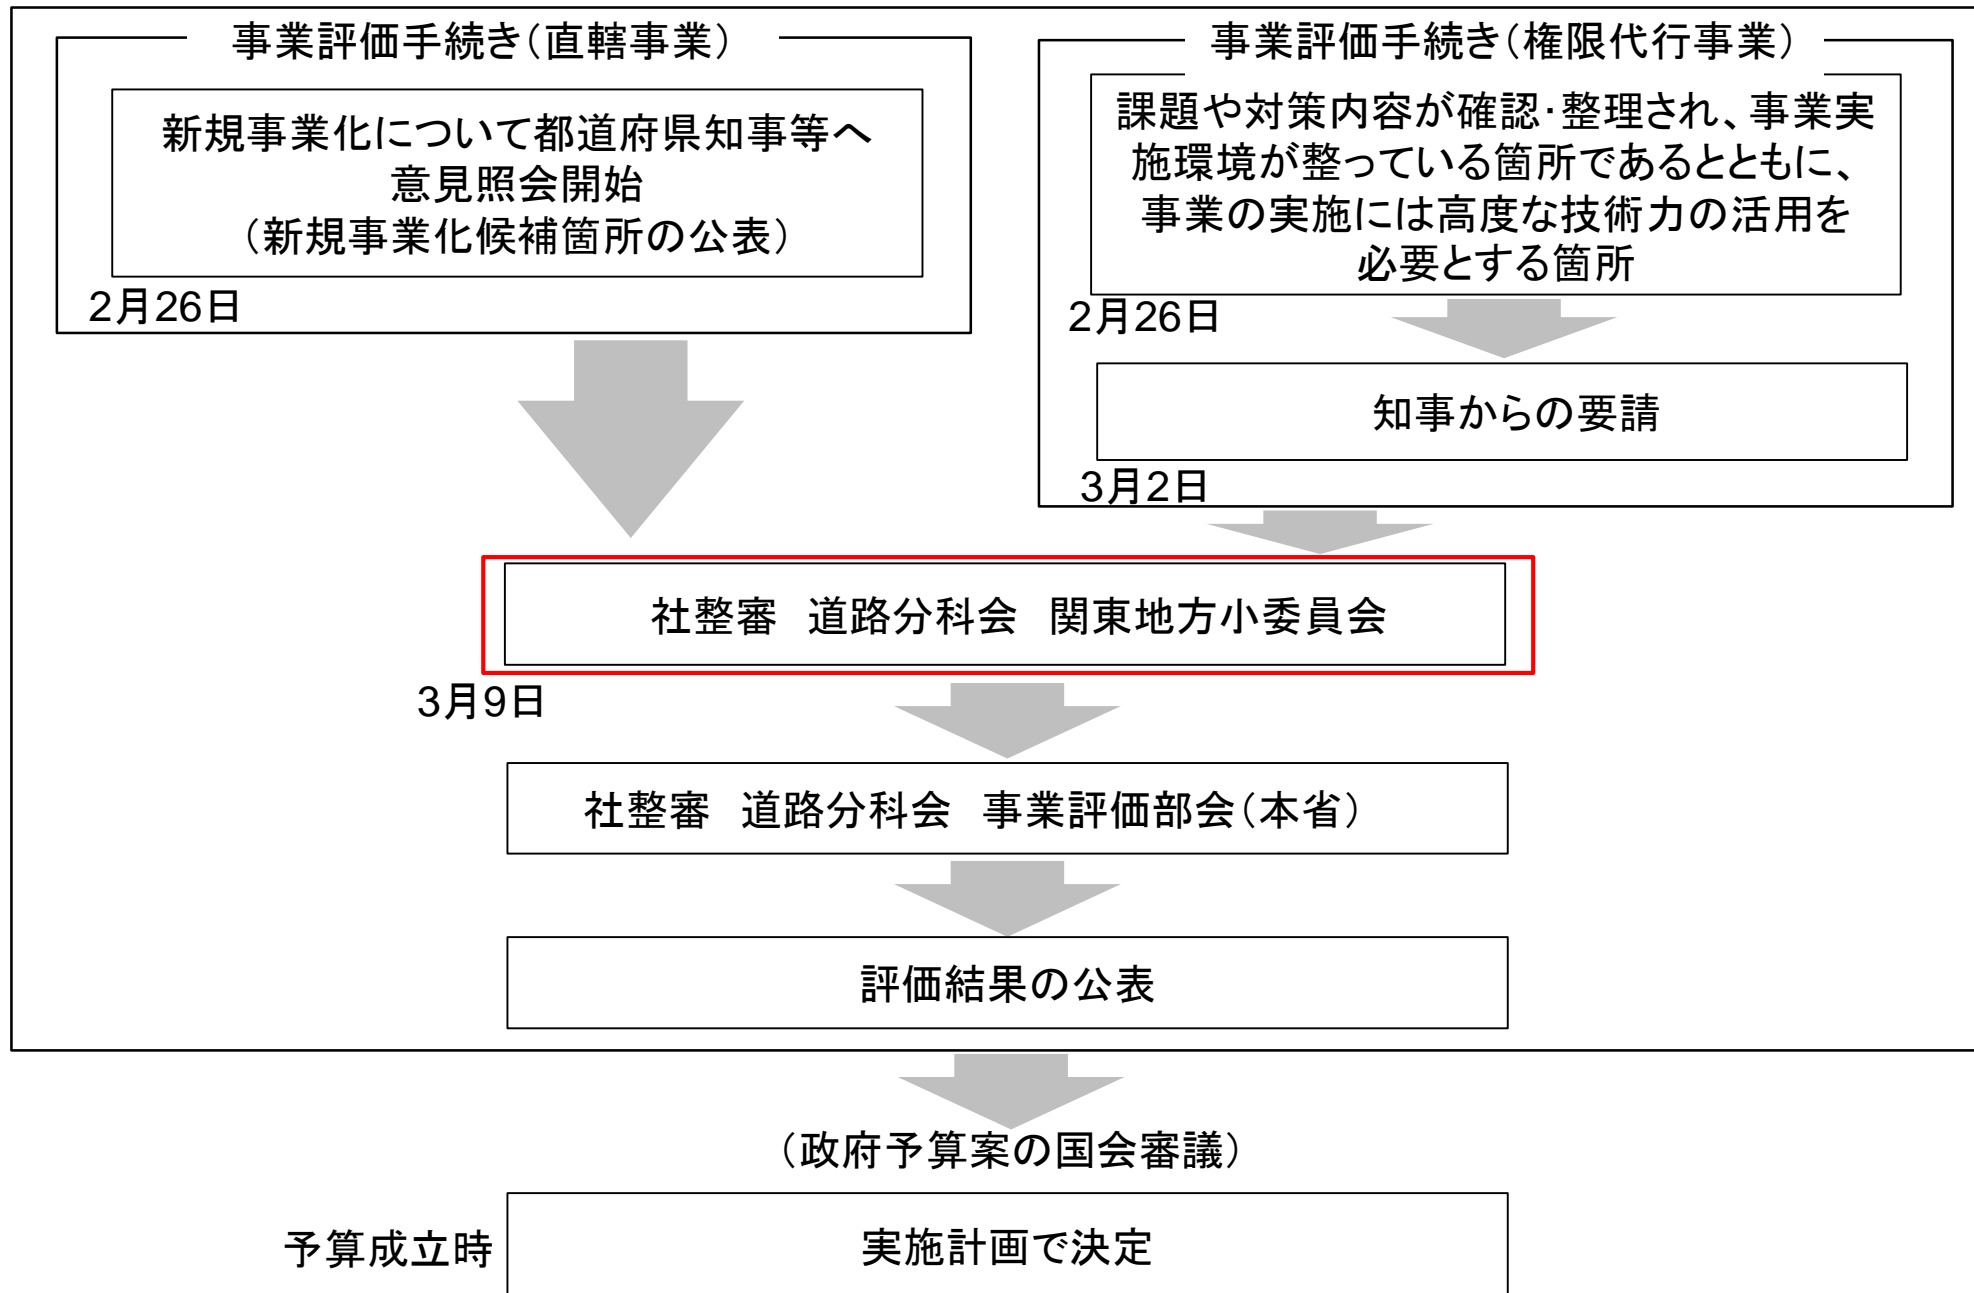 事業評価手続き（直轄事業）
新規事業化について都道府県知事等へ
意見照会開始
（新規事業化候補箇所の公表）
2月26日
事業評価手続き（権限代行事業）
課題や対策内容が確認・整理され、事業実
施環境が整っている箇所であるとともに、
事業の実施には高度な技術力の活用を
必要とする箇所
2月26日
知事からの要請
3月2日
社整審　道路分科会　関東地方小委員会
3月9日
社整審　道路分科会　事業評価部会（本省）
評価結果の公表
（政府予算案の国会審議）
予算成立時
実施計画で決定